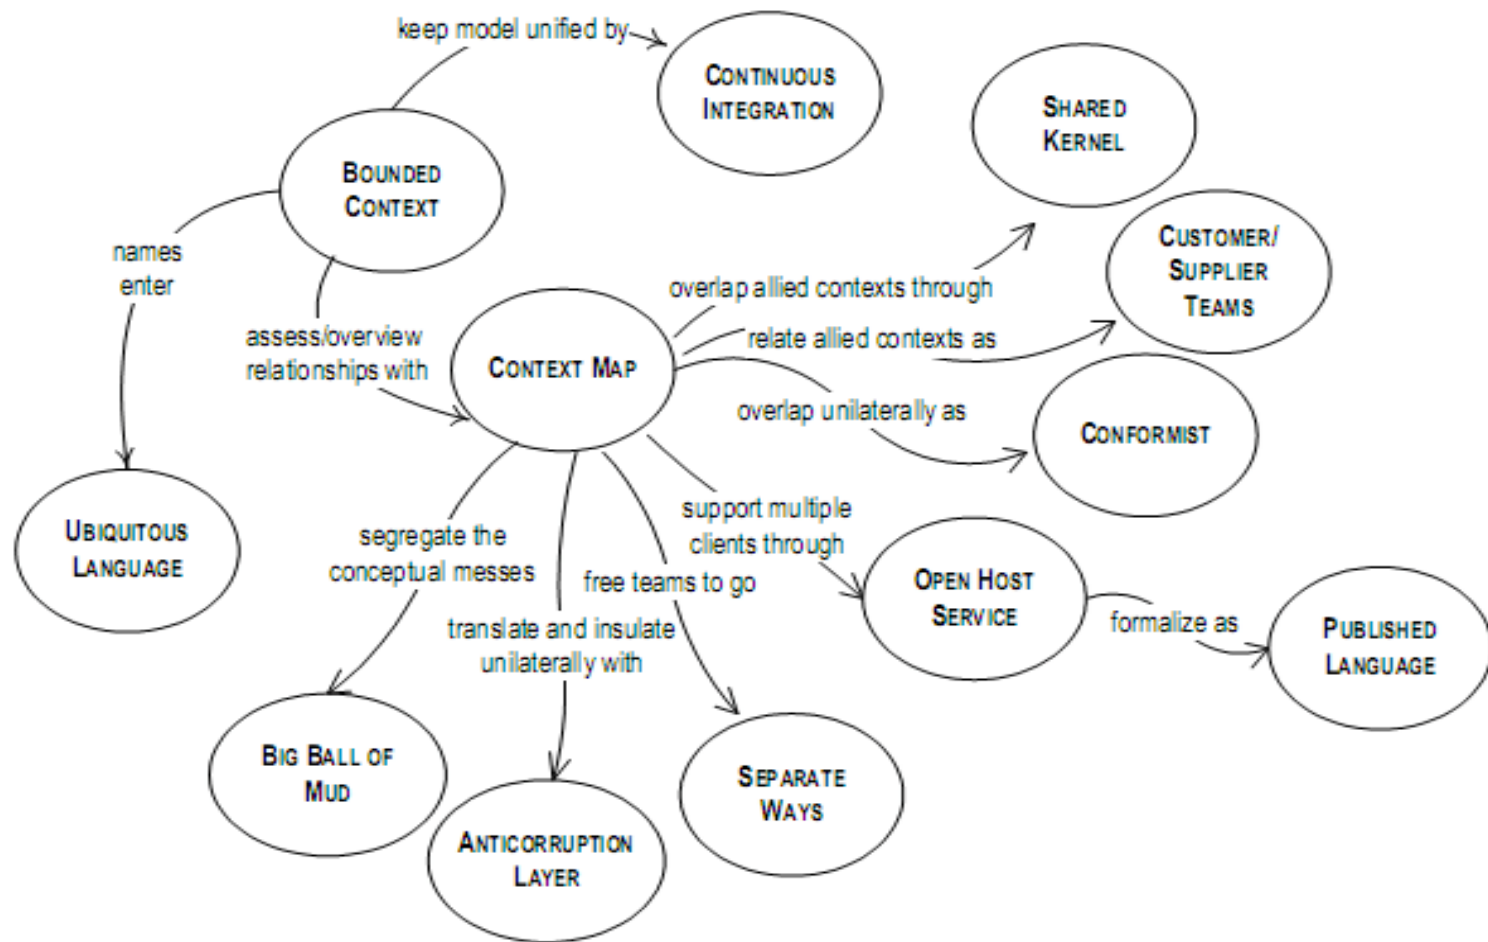 keep model unified by
CONTINUOUS
INTEGRATION
SHARED
KERNEL
BOUNDED
CONTEXT
names
enter
CUSTOMER/
SUPPLIER
TEAMS
overlap allied contexts through
assess/overview
relationships with
relate allied contexts as
CONTEXT MAP
overlap unilaterally as
CONFORMIST
UBIQUITOUS
LANGUAGE
segregate the
conceptual messes
support multiple
clients through
free teams to go
OPEN HOST
SERVICE
formalize as
PUBLISHED
LANGUAGE
translate and insulate
unilaterally with
BIG BALL OF
MUD
SEPARATE
WAYS
ANTICORRUPTION
LAYER